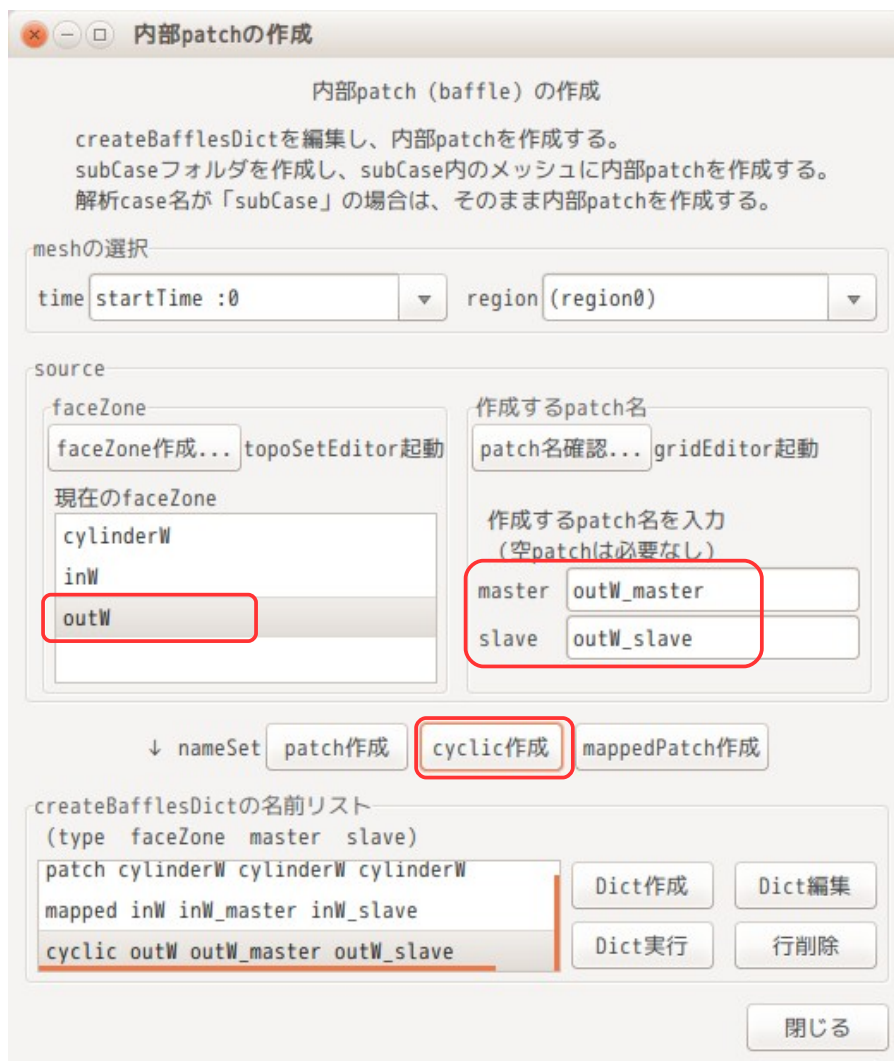 内部patchの作成
内部patch (baffle) の作成
createBafflesDictを編集し、内部patchを作成する。
subCaseフォルダを作成し、subCase内のメッシュに内部patchを作成する。
解析case名が「subCase」の場合は、そのまま内部patchを作成する。
meshの選択
time startTime :0 region (region0)
source
faceZone
faceZone作成... topoSetEditor起動
現在のfaceZone
cylinderW
inW
outW
作成するpatch名
patch名確認... gridEditor起動
作成するpatch名を入力
(空patchは必要なし)
master outW_master
slave outW_slave
↓ nameSet patch作成 cyclic作成 mappedPatch作成
createBafflesDictの名前リスト
(type faceZone master slave)
patch cylinderW cylinderW cylinderW
mapped inW inW_master inW_slave
cyclic outW outW_master outW_slave
Dict作成 Dict編集
Dict実行 行削除
閉じる